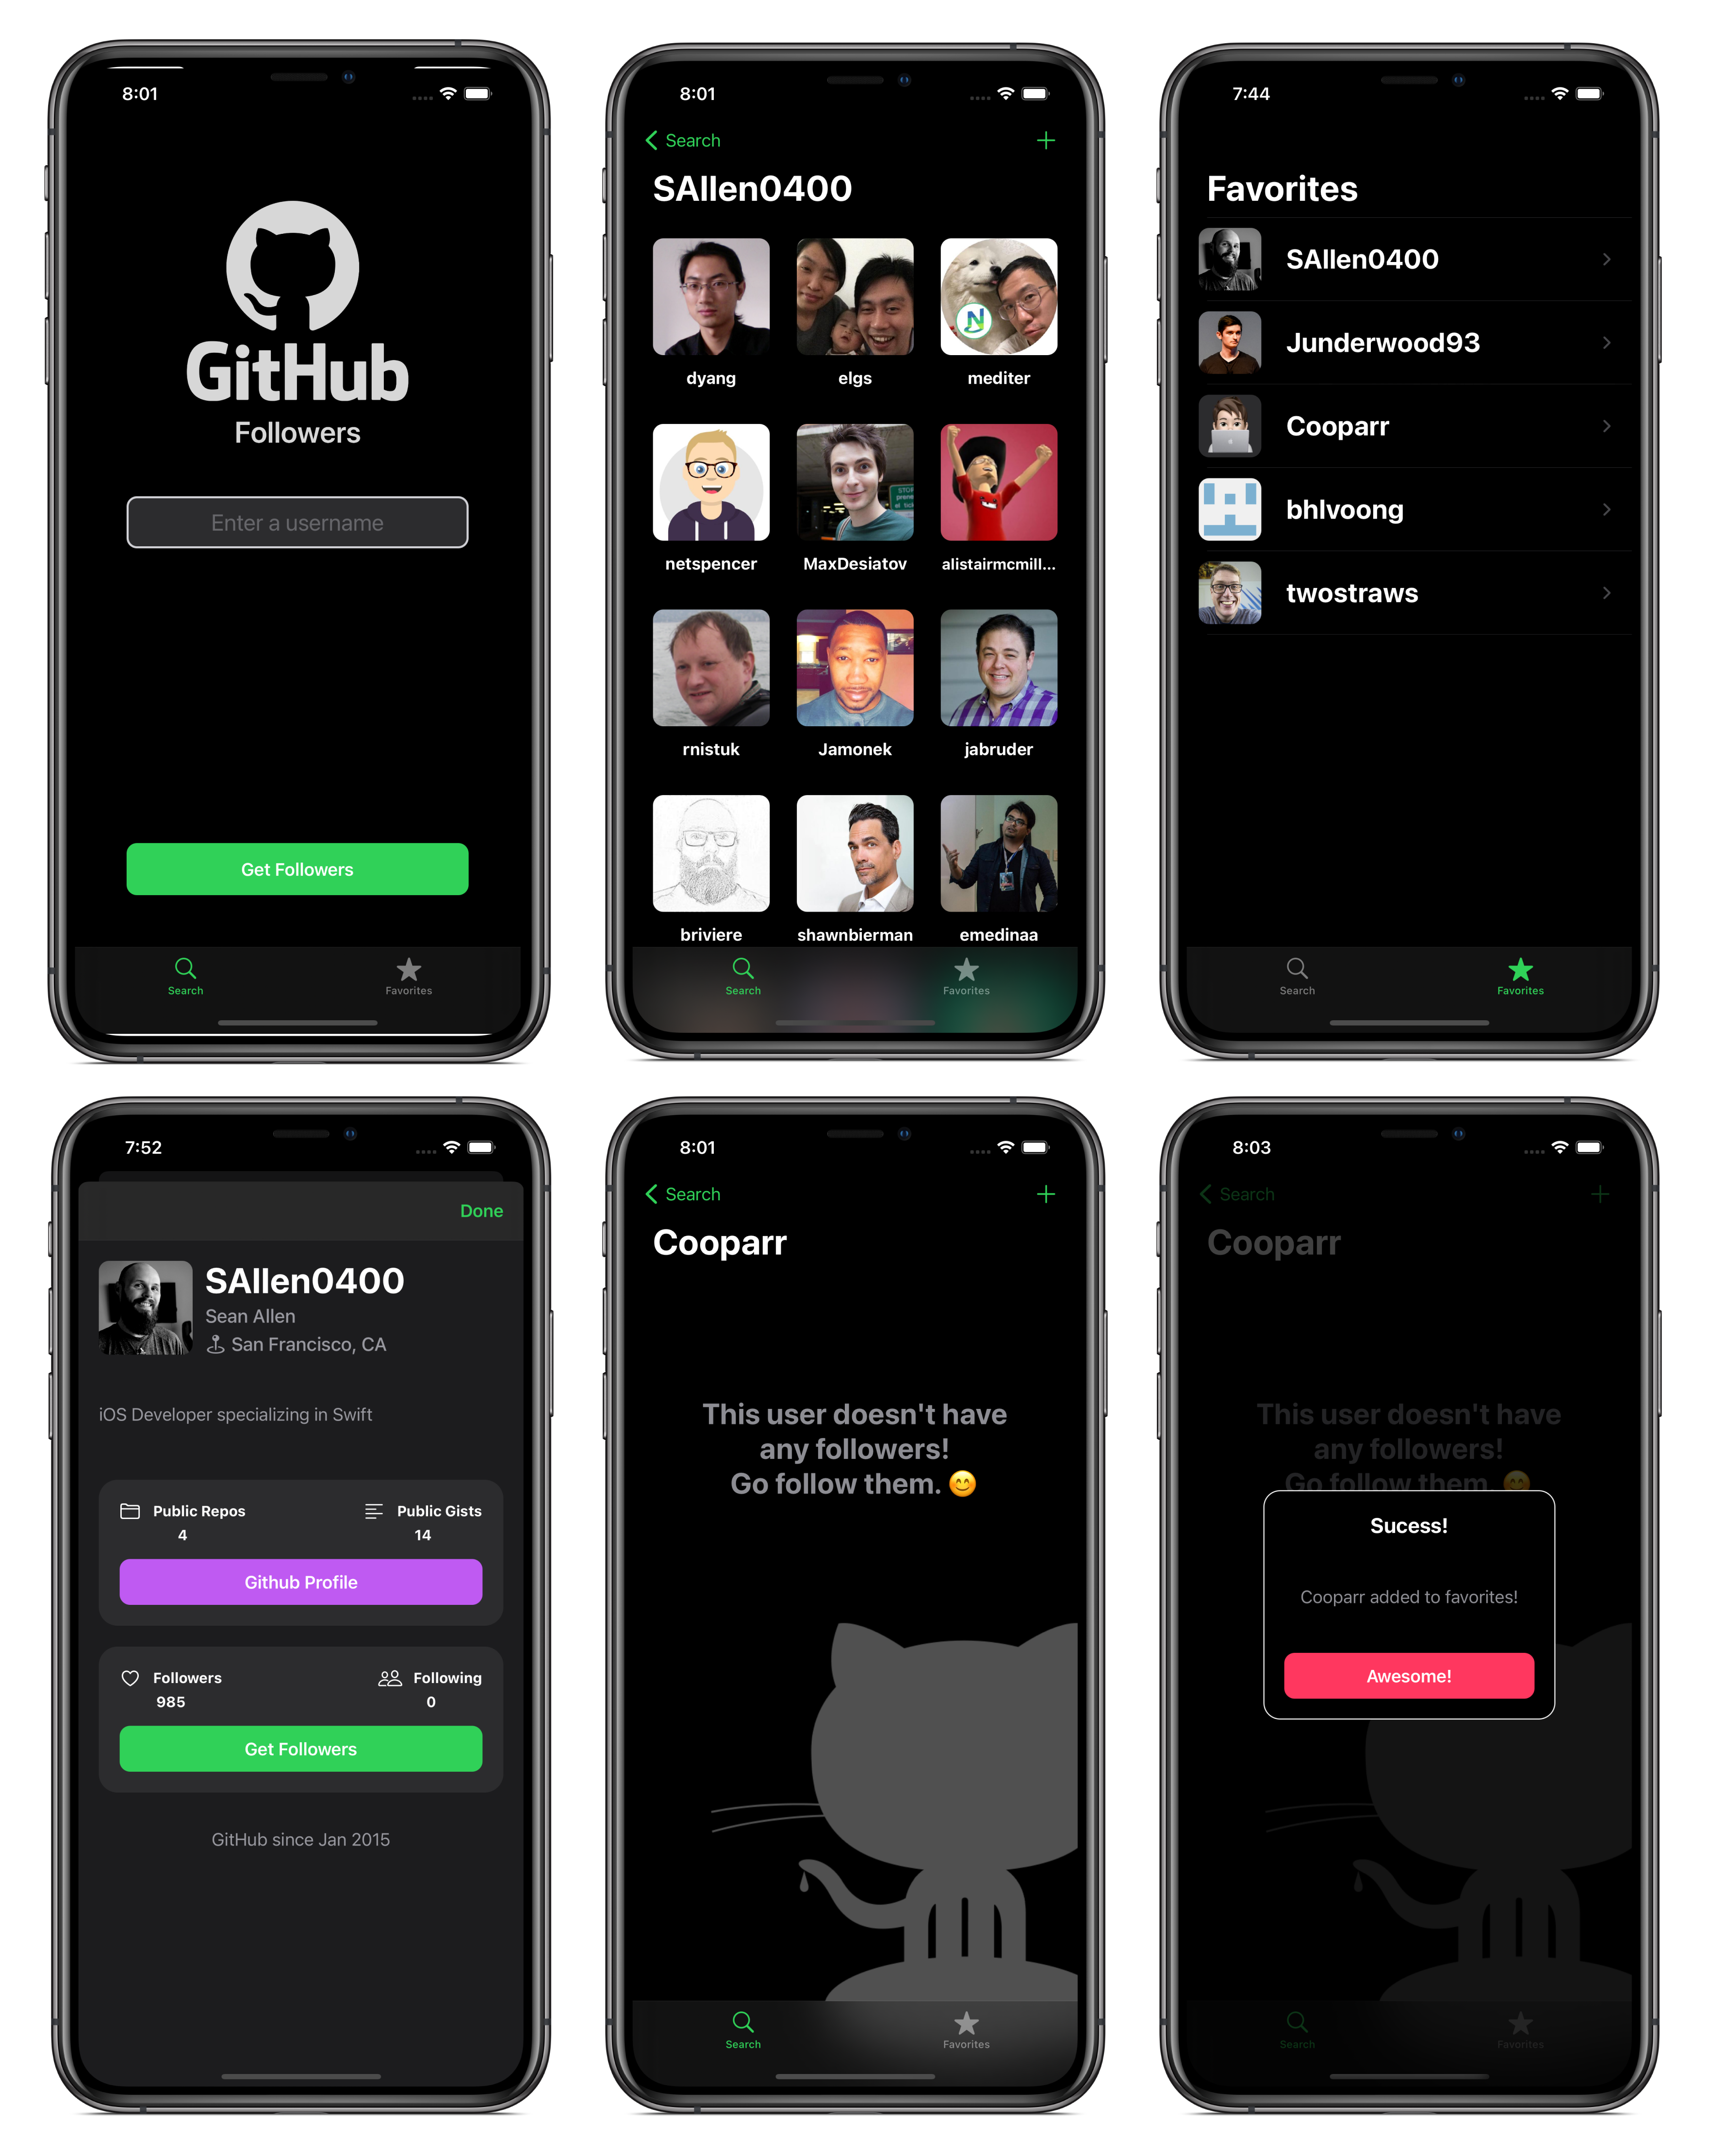 8:01
GitHub
Followers
Enter a username
Get Followers
Search
Favorites
8:01
Search
SAllen0400
dyang
elgs
mediter
netspencer
MaxDesiatov
alistairmcmill...
rnistuk
Jamonek
jabruder
briviere
shawnbierman
emedinaa
Search
Favorites
7:44
Favorites
SAllen0400
Junderwood93
Cooparr
bhlvoong
twostraws
Search
Favorites
7:52
Done
SAllen0400
Sean Allen
San Francisco, CA
iOS Developer specializing in Swift
Public Repos
4
Public Gists
14
Github Profile
Followers
985
Following
0
Get Followers
GitHub since Jan 2015
8:01
Search
Cooparr
This user doesn't have
any followers!
Go follow them. 😊
Search
Favorites
8:03
Search
Cooparr
This user doesn't have
any followers!
Go follow them. 😊
Sucess!
Cooparr added to favorites!
Awesome!
Search
Favorites